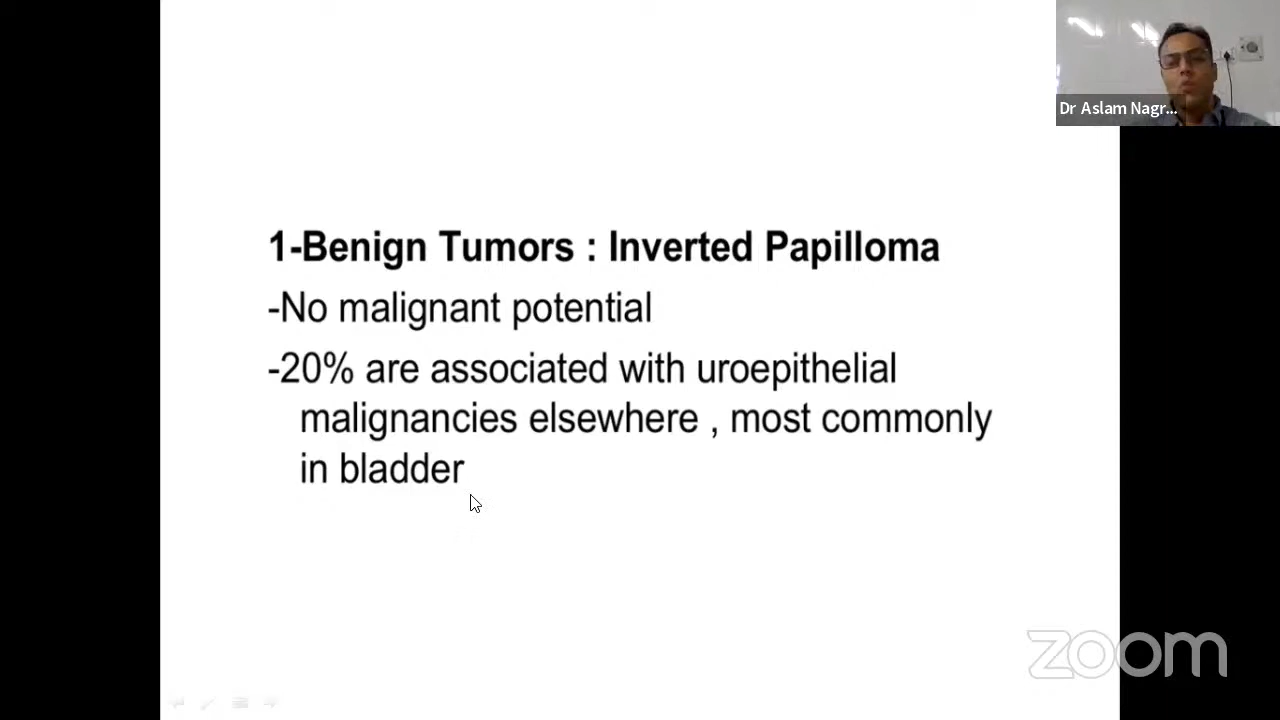 Dr Aslam Nagr...
1-Benign Tumors : Inverted Papilloma
-No malignant potential
-20% are associated with uroepithelial
malignancies elsewhere , most commonly
in bladder
zoom